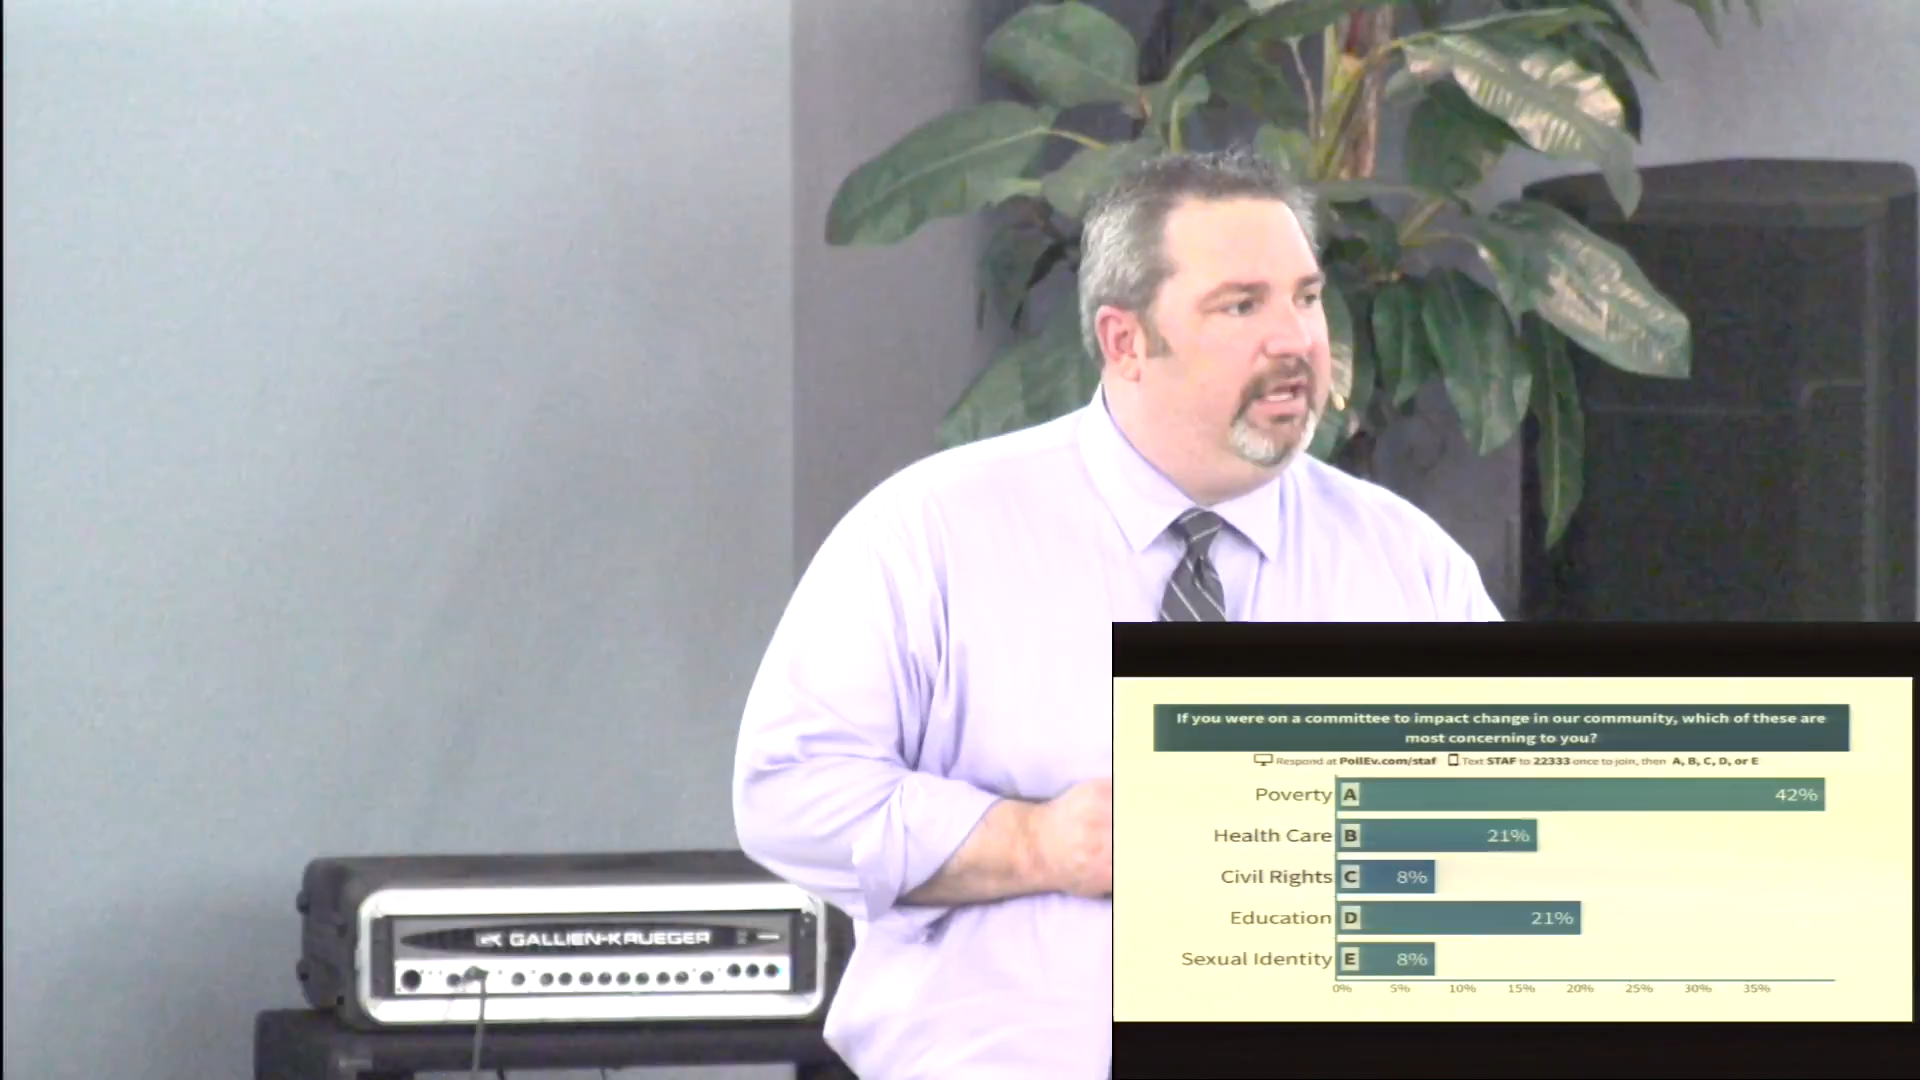 GALLIEN-KRUEGER
If you were on a committee to impact change in our community, which of these are
most concerning to you?
Respond at PollEv.com/staf Text STAF to 22333 once to join, then A, B, C, D, or E
Poverty A 42%
Health Care B 21%
Civil Rights C 8%
Education D 21%
Sexual Identity E 8%
0% 5% 10% 15% 20% 25% 30% 35%